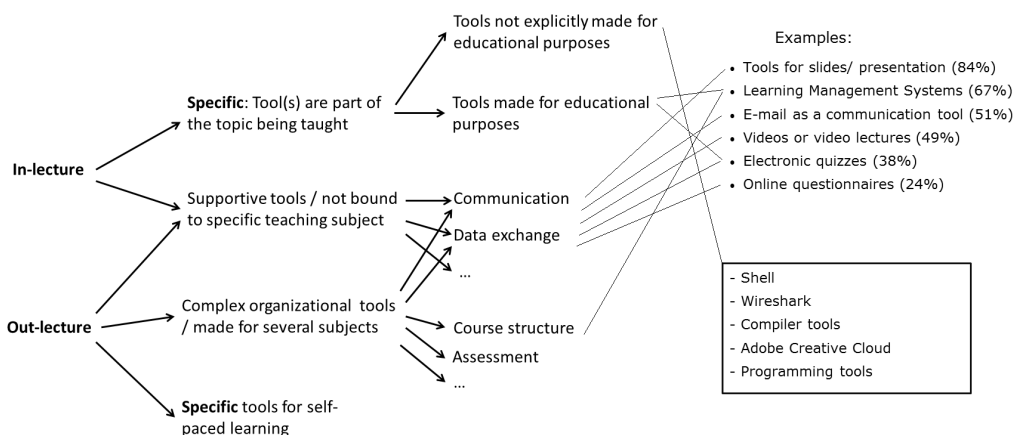 Tools not explicitly made for
educational purposes
Examples:
• Tools for slides/ presentation (84%)
• Learning Management Systems (67%)
• E-mail as a communication tool (51%)
• Videos or video lectures (49%)
• Electronic quizzes (38%)
• Online questionnaires (24%)
Specific: Tool(s) are part of
the topic being taught
Tools made for educational
purposes
In-lecture
Supportive tools / not bound
to specific teaching subject
Communication
Data exchange
...
Out-lecture
Complex organizational tools
/ made for several subjects
Course structure
Assessment
...
Specific tools for self-
paced learning
- Shell
- Wireshark
- Compiler tools
- Adobe Creative Cloud
- Programming tools